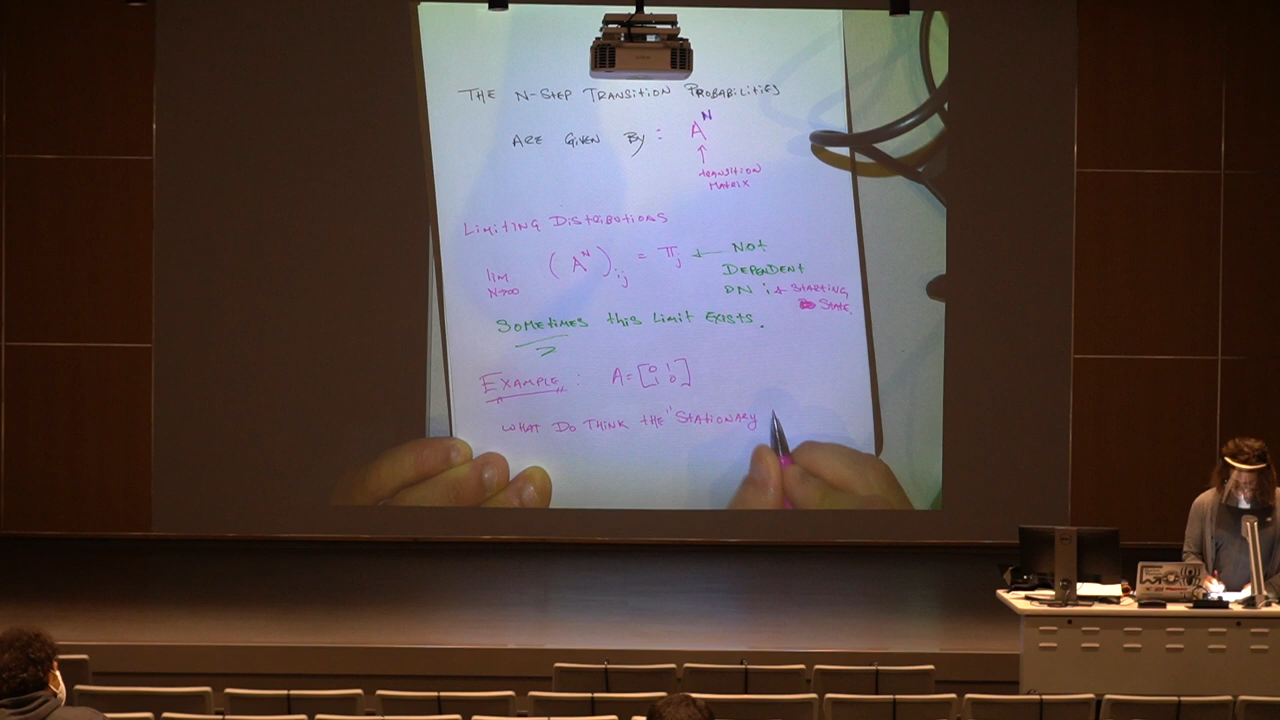 THE N-STEP TRANSITION PROBABILITIES
ARE GIVEN BY : A^N
↑
TRANSITION
MATRIX
LIMITING DISTRIBUTIONS
lim N→∞ (A^N)_ij = π_j ← NOT
DEPENDENT
ON i ← STARTING
STATE.
SOMETIMES this LIMIT EXISTS.
EXAMPLE : A = [0 1
1 0]
WHAT DO THINK the "STATIONARY